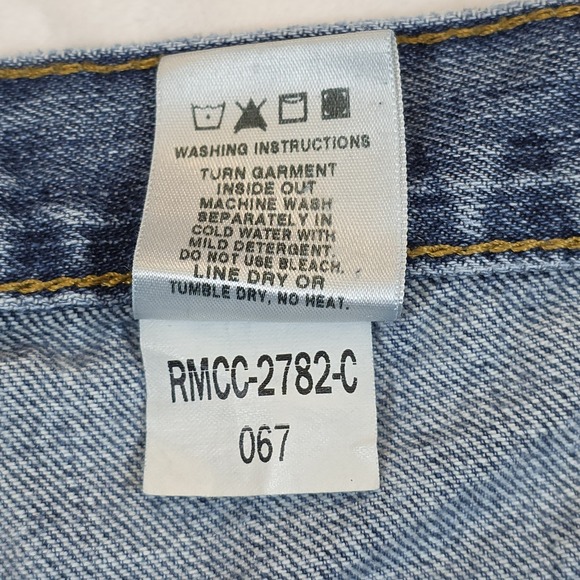 WASHING INSTRUCTIONS
TURN GARMENT
INSIDE OUT
MACHINE WASH
SEPARATELY IN
COLD WATER WITH
MILD DETERGENT.
DO NOT USE BLEACH.
LINE DRY OR
TUMBLE DRY, NO HEAT.
RMCC-2782-C
067